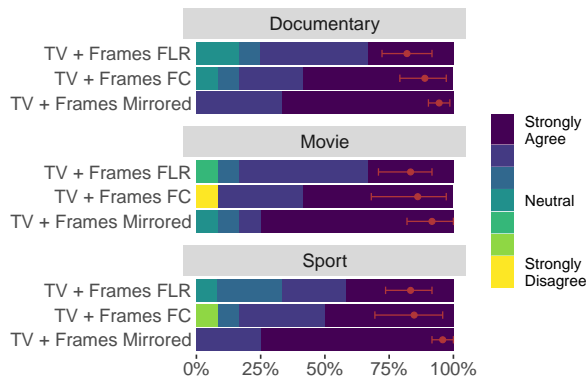 Documentary
TV + Frames FLR
TV + Frames FC
TV + Frames Mirrored
Movie
TV + Frames FLR
TV + Frames FC
TV + Frames Mirrored
Sport
TV + Frames FLR
TV + Frames FC
TV + Frames Mirrored
0% 25% 50% 75% 100%
Strongly
Agree
Neutral
Strongly
Disagree